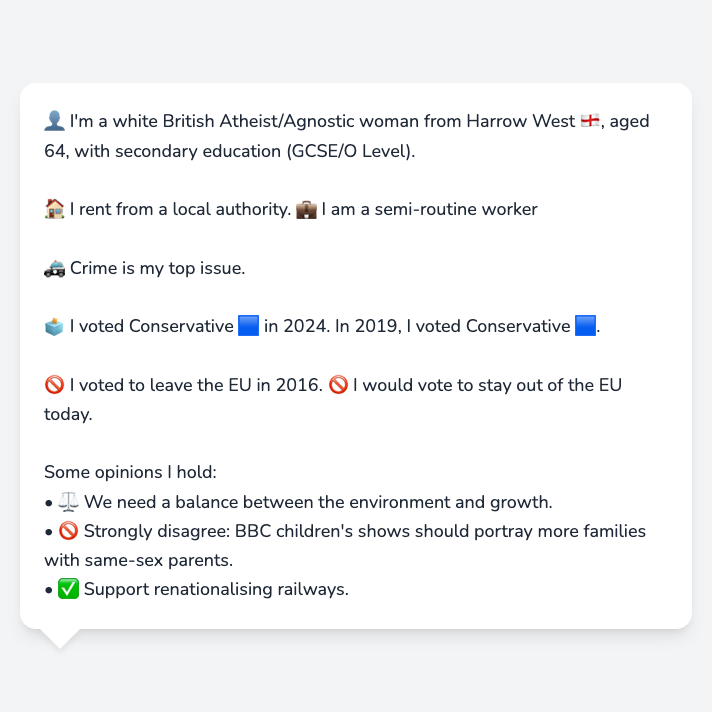 👤 I'm a white British Atheist/Agnostic woman from Harrow West 🏴󠁧󠁢󠁥󠁮󠁧󠁿, aged
64, with secondary education (GCSE/O Level).
🏠 I rent from a local authority. 💼 I am a semi-routine worker
🚓 Crime is my top issue.
🗳️ I voted Conservative 🟦 in 2024. In 2019, I voted Conservative 🟦.
🚫 I voted to leave the EU in 2016. 🚫 I would vote to stay out of the EU
today.
Some opinions I hold:
• ⚖️ We need a balance between the environment and growth.
• 🚫 Strongly disagree: BBC children's shows should portray more families
with same-sex parents.
• ✅ Support renationalising railways.